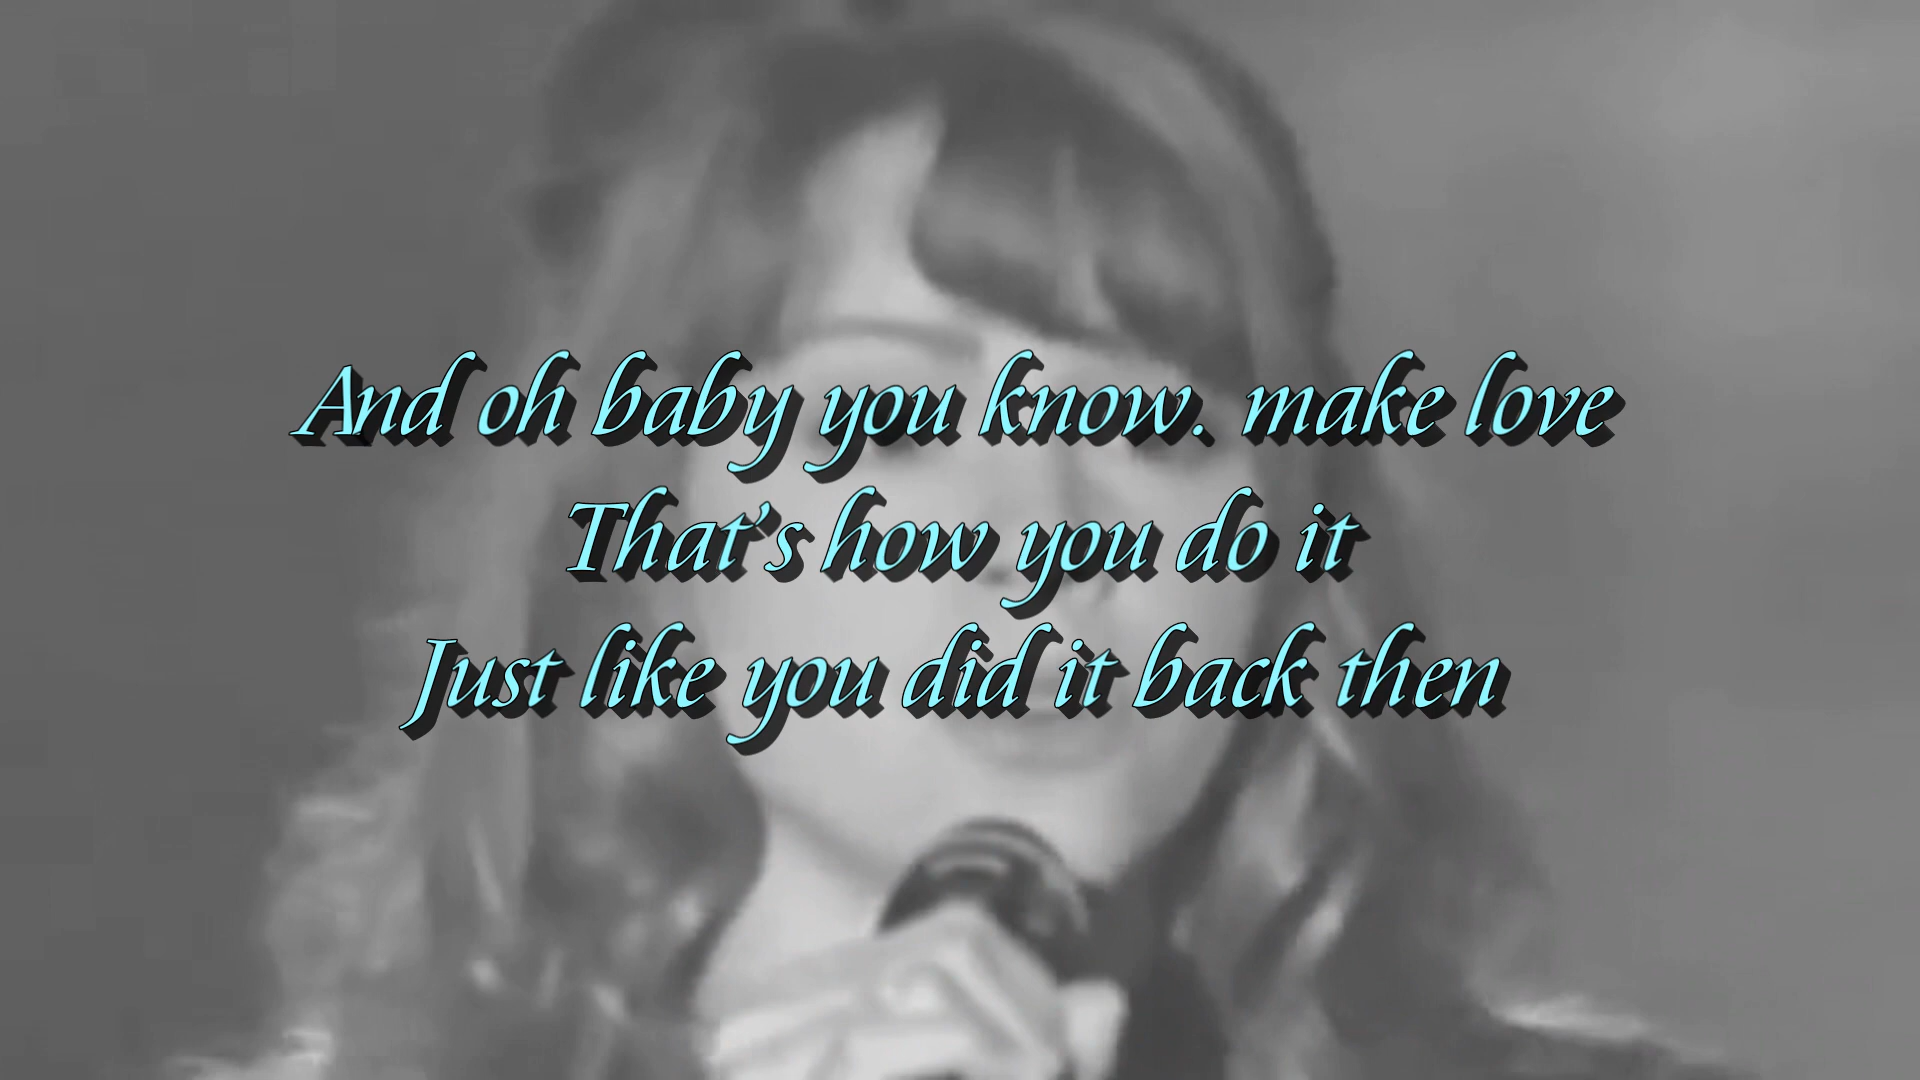 And oh baby you know. make love
That's how you do it
Just like you did it back then